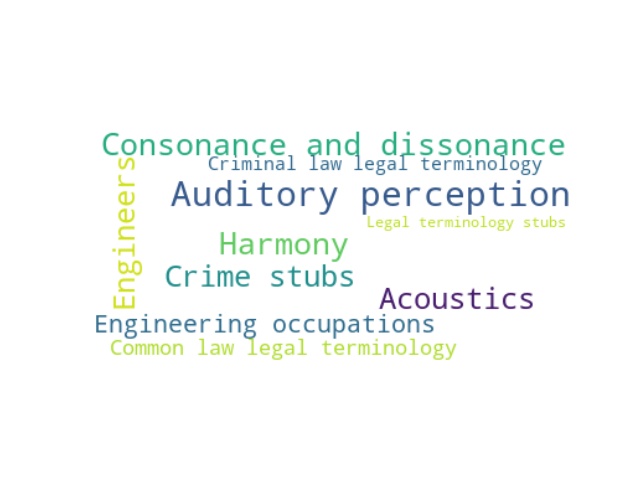 Consonance and dissonance
Criminal law legal terminology
Engineers
Auditory perception
Legal terminology stubs
Harmony
Crime stubs
Acoustics
Engineering occupations
Common law legal terminology